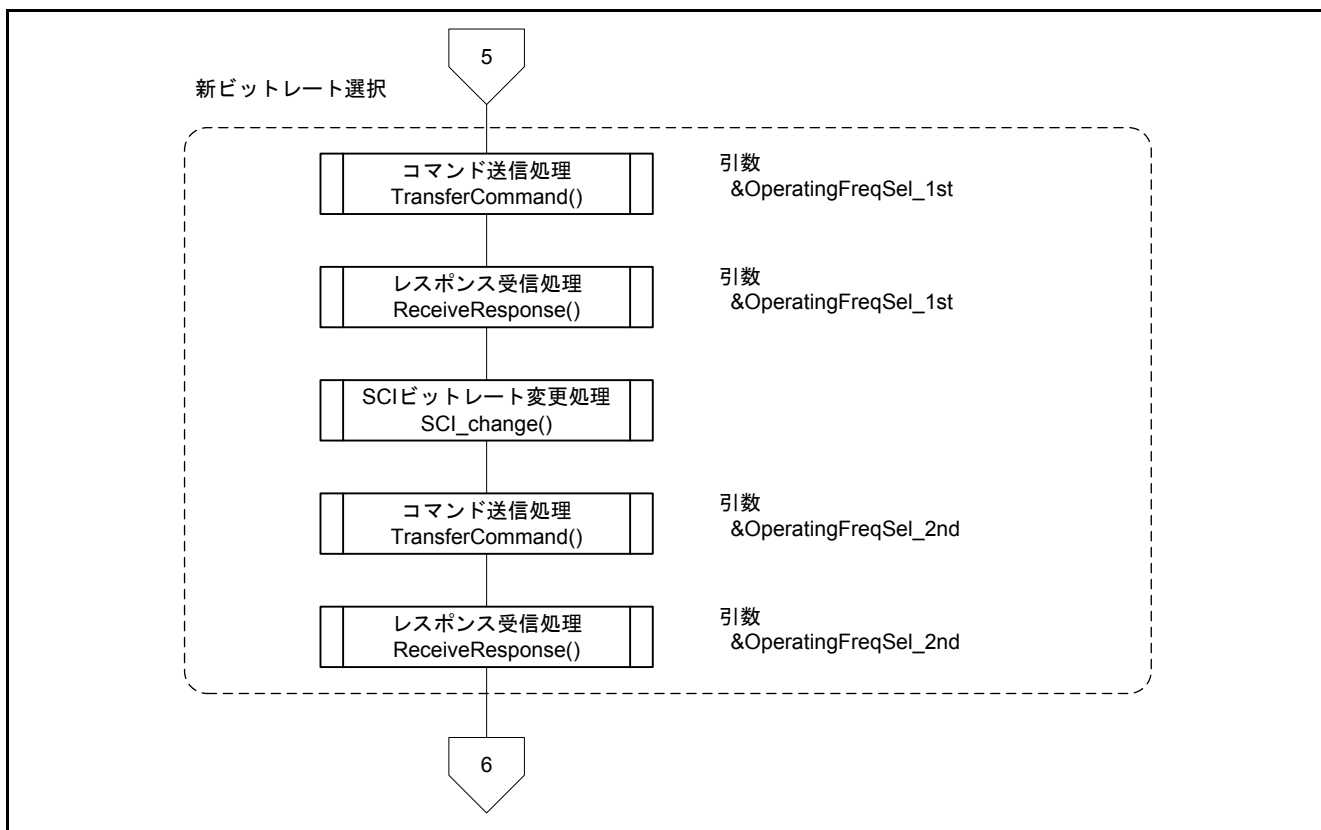 5
新ビットレート選択
コマンド送信処理
TransferCommand()
引数
&OperatingFreqSel_1st
レスポンス受信処理
ReceiveResponse()
引数
&OperatingFreqSel_1st
SCIビットレート変更処理
SCI_change()
コマンド送信処理
TransferCommand()
引数
&OperatingFreqSel_2nd
レスポンス受信処理
ReceiveResponse()
引数
&OperatingFreqSel_2nd
6